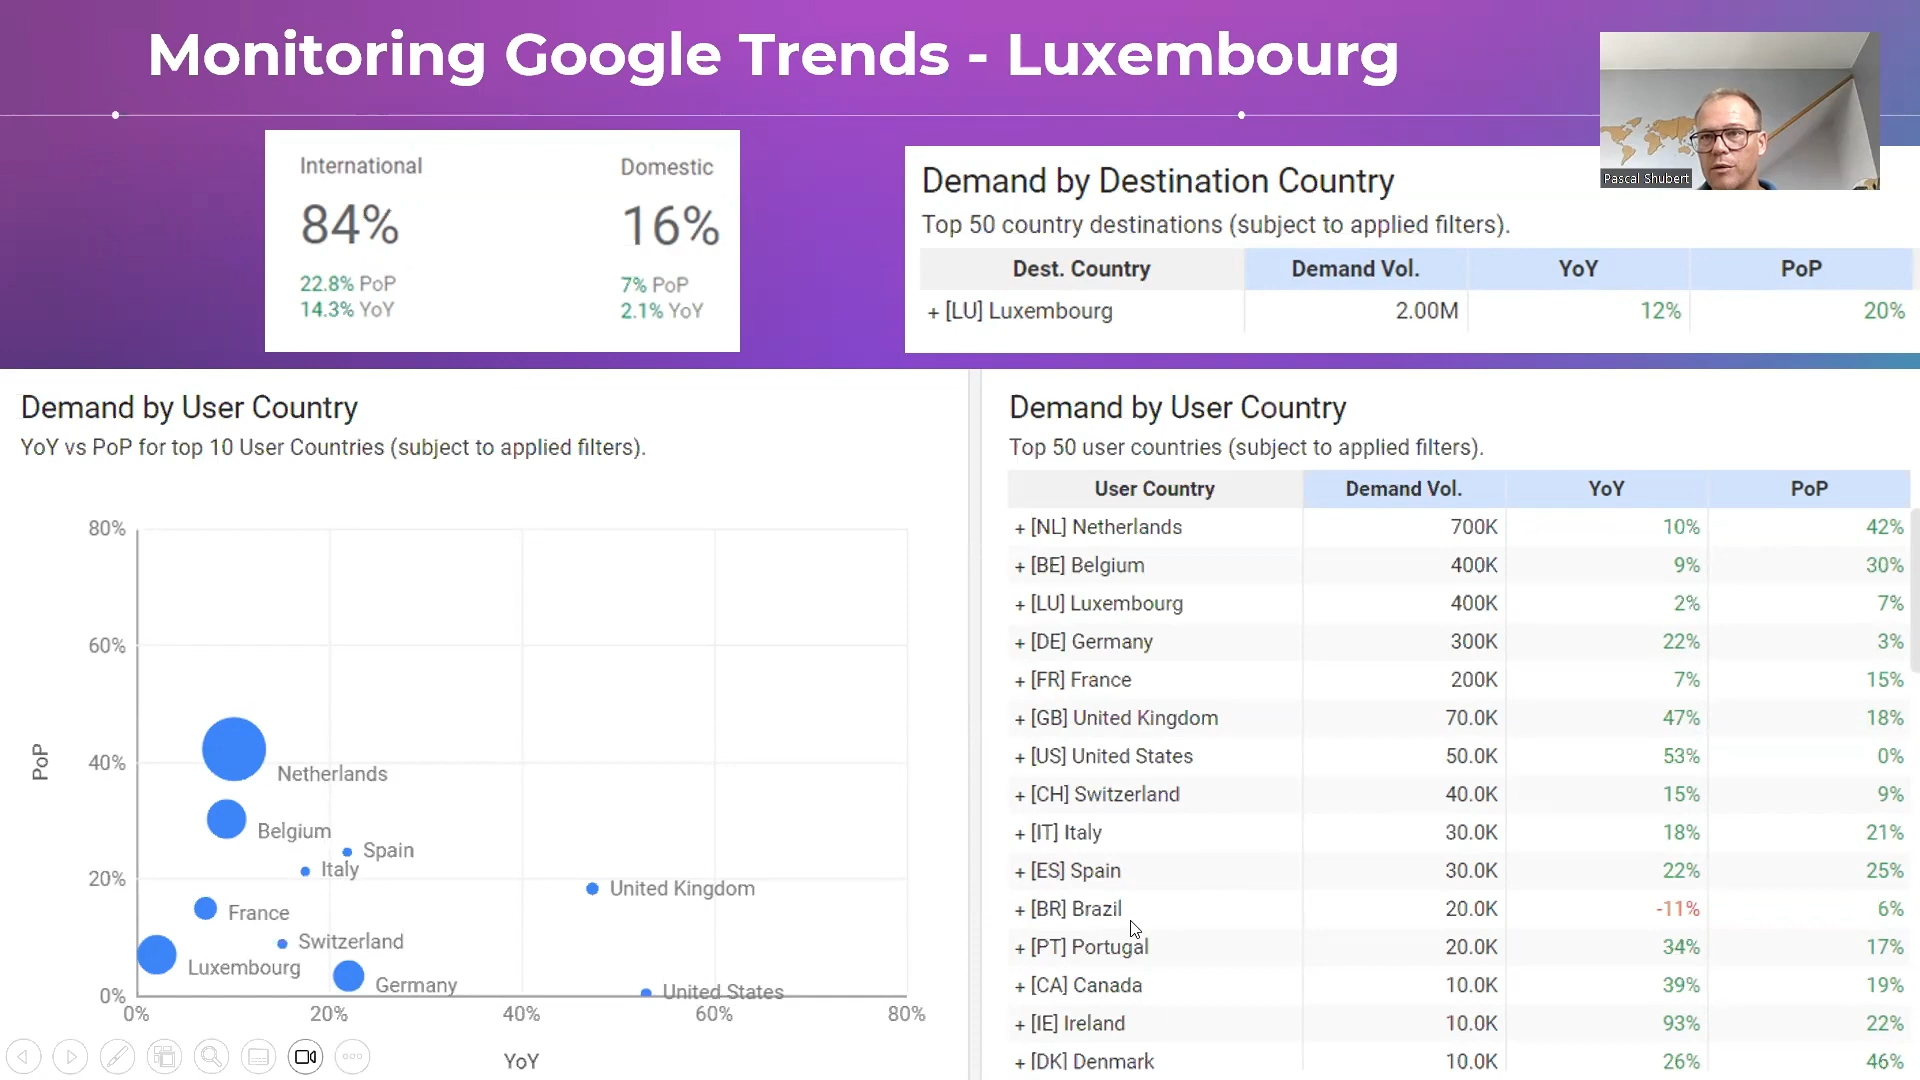 Monitoring Google Trends - Luxembourg
Pascal Shubert
International Domestic
84% 16%
22.8% PoP 7% PoP
14.3% YoY 2.1% YoY
Demand by Destination Country
Top 50 country destinations (subject to applied filters).
Dest. Country Demand Vol. YoY PoP
+ [LU] Luxembourg 2.00M 12% 20%
Demand by User Country
YoY vs PoP for top 10 User Countries (subject to applied filters).
80%
60%
40%
20%
0%
PoP
Netherlands
Belgium
Spain
Italy
United Kingdom
France
Switzerland
Luxembourg
Germany
United States
0% 20% 40% 60% 80%
YoY
Demand by User Country
Top 50 user countries (subject to applied filters).
User Country Demand Vol. YoY PoP
+ [NL] Netherlands 700K 10% 42%
+ [BE] Belgium 400K 9% 30%
+ [LU] Luxembourg 400K 2% 7%
+ [DE] Germany 300K 22% 3%
+ [FR] France 200K 7% 15%
+ [GB] United Kingdom 70.0K 47% 18%
+ [US] United States 50.0K 53% 0%
+ [CH] Switzerland 40.0K 15% 9%
+ [IT] Italy 30.0K 18% 21%
+ [ES] Spain 30.0K 22% 25%
+ [BR] Brazil 20.0K -11% 6%
+ [PT] Portugal 20.0K 34% 17%
+ [CA] Canada 10.0K 39% 19%
+ [IE] Ireland 10.0K 93% 22%
+ [DK] Denmark 10.0K 26% 46%